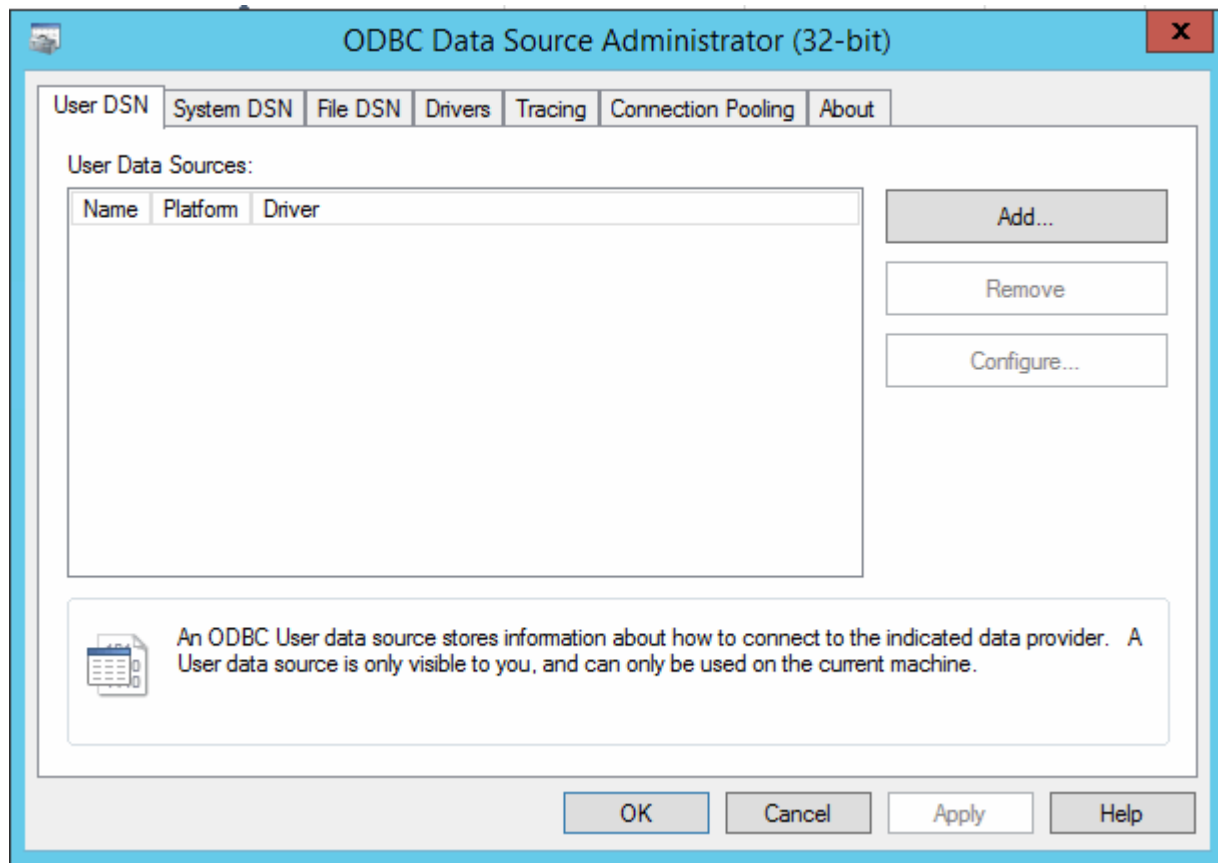 ODBC Data Source Administrator (32-bit)
x
User DSN System DSN File DSN Drivers Tracing Connection Pooling About
User Data Sources:
Name Platform Driver
Add...
Remove
Configure...
An ODBC User data source stores information about how to connect to the indicated data provider. A
User data source is only visible to you, and can only be used on the current machine.
OK Cancel Apply Help